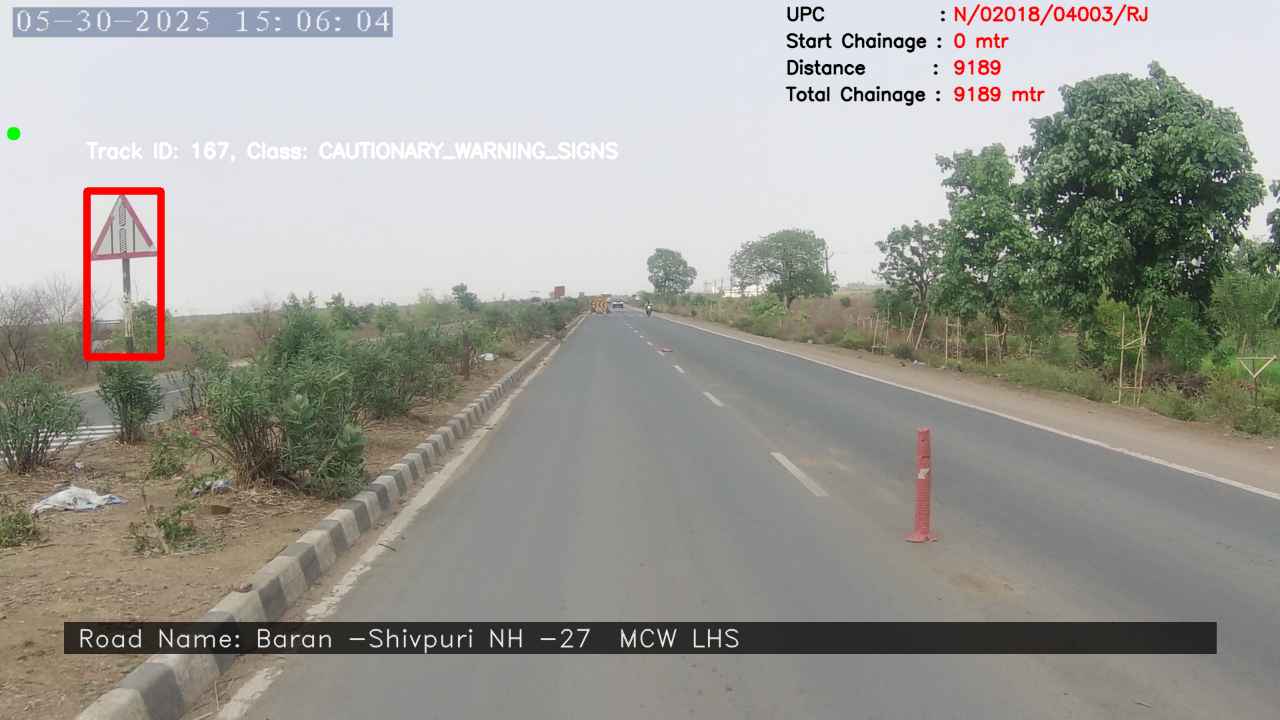 05-30-2025 15:06:04
UPC : N/02018/04003/RJ
Start Chainage : 0 mtr
Distance : 9189
Total Chainage : 9189 mtr
Track ID: 167, Class: CAUTIONARY_WARNING_SIGNS
Road Name: Baran -Shivpuri NH -27 MCW LHS